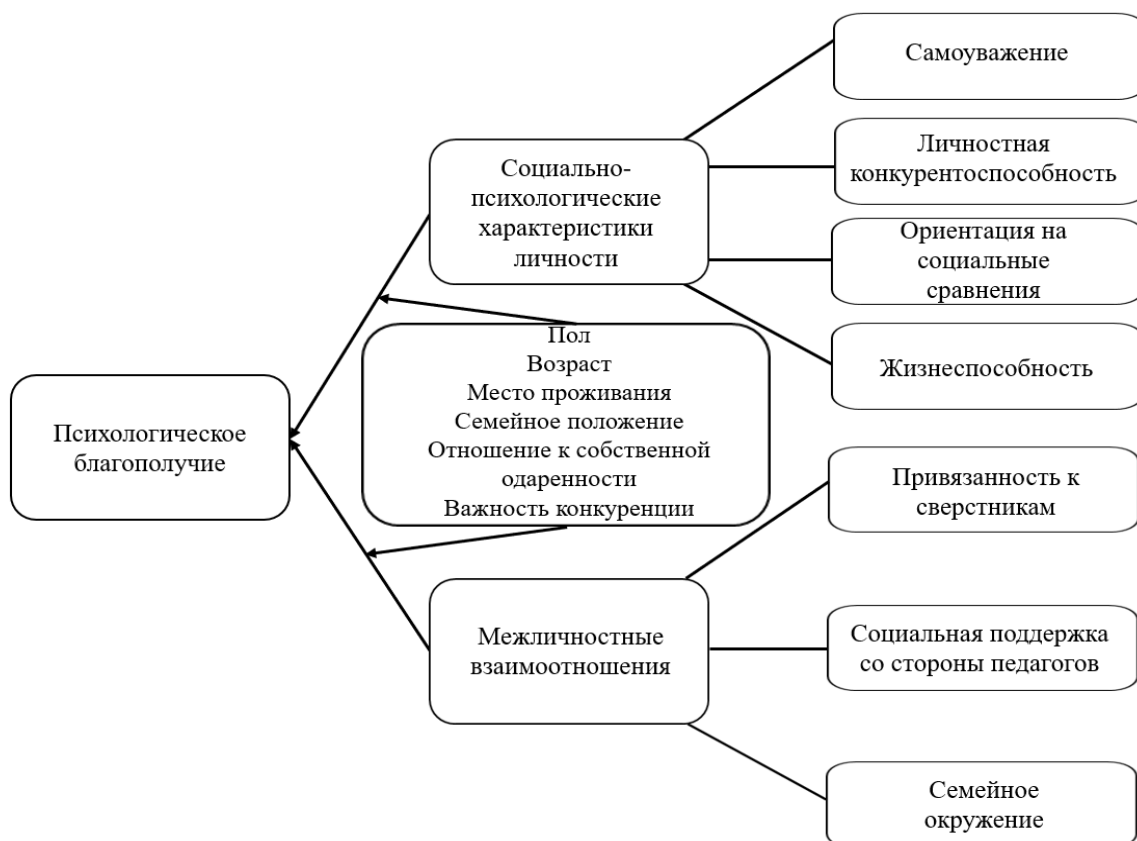 Самоуважение
Личностная
конкурентоспособность
Социально-
психологические
характеристики
личности
Ориентация на
социальные
сравнения
Пол
Возраст
Место проживания
Семейное положение
Отношение к собственной
одаренности
Важность конкуренции
Жизнеспособность
Психологическое
благополучие
Привязанность к
сверстникам
Межличностные
взаимоотношения
Социальная поддержка
со стороны педагогов
Семейное
окружение